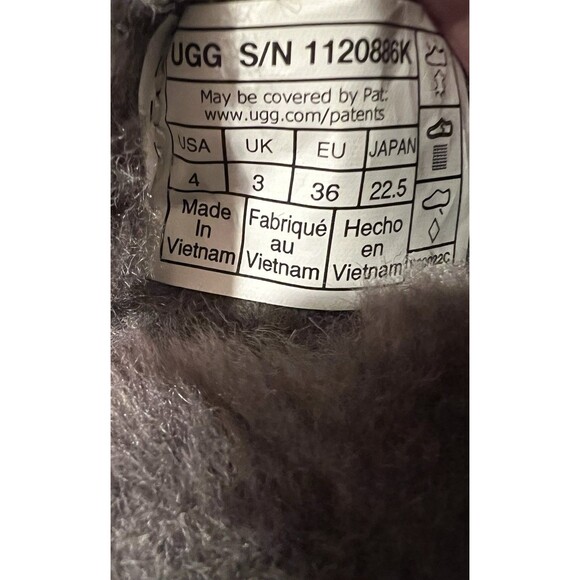 UGG S/N 1120886K
May be covered by Pat:
www.ugg.com/patents
USA UK EU JAPAN
4 3 36 22.5
Made In Vietnam
Fabriqué au Vietnam
Hecho en Vietnam